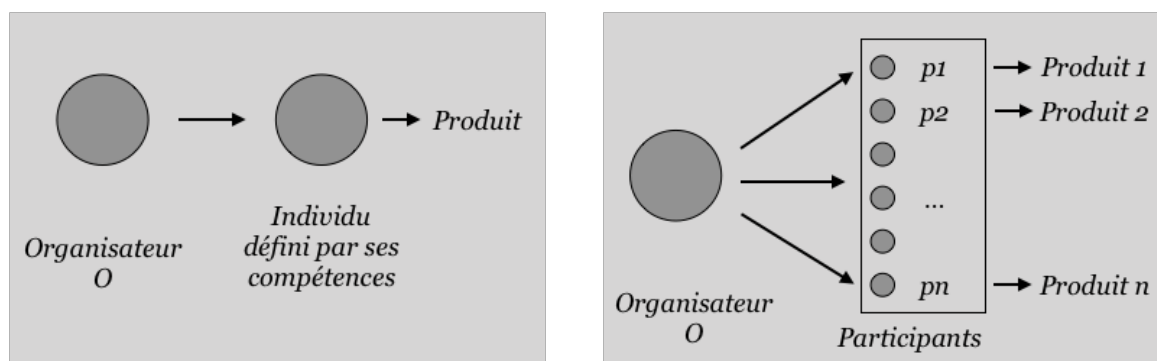 Produit
Organisateur
O
Individu
défini par ses
compétences
p1
Produit 1
p2
Produit 2
...
pn
Produit n
Organisateur
O
Participants